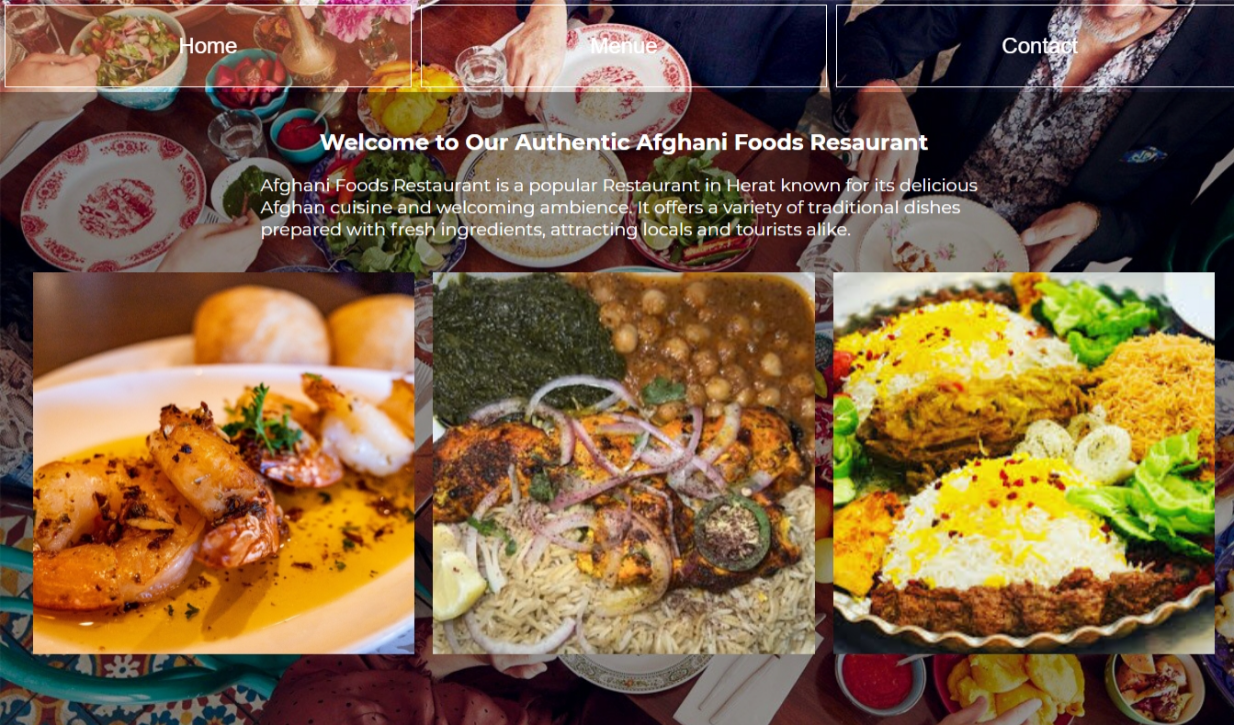 Home
Menue
Contact
Welcome to Our Authentic Afghani Foods Resaurant
Afghani Foods Restaurant is a popular Restaurant in Herat known for its delicious
Afghan cuisine and welcoming ambience. It offers a variety of traditional dishes
prepared with fresh ingredients, attracting locals and tourists alike.